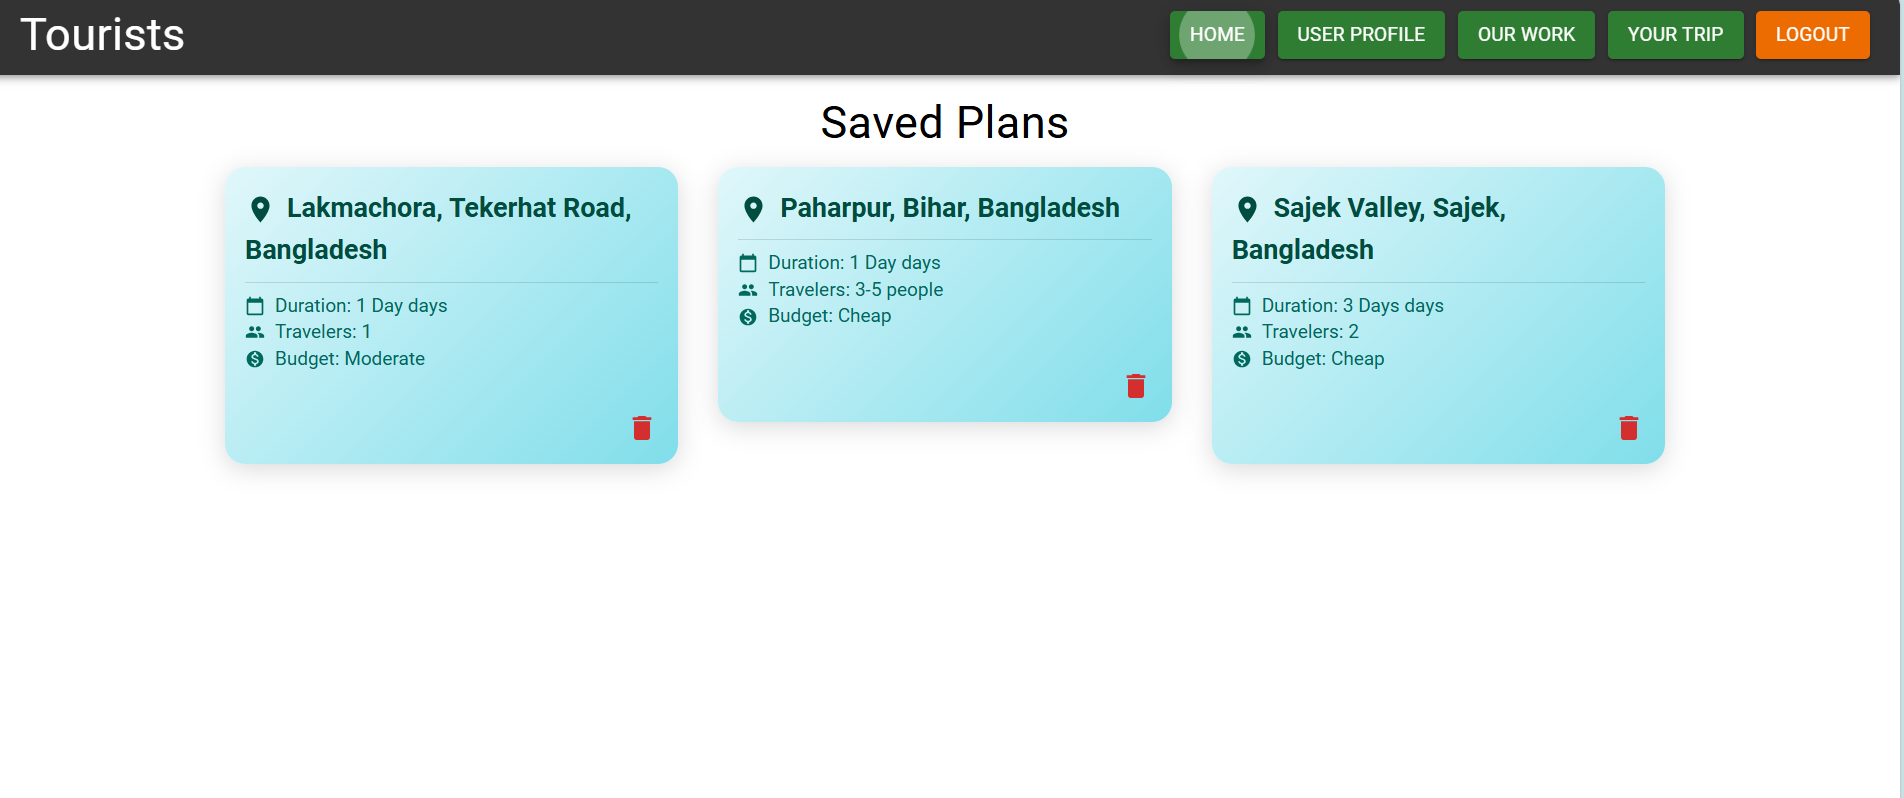 Tourists
HOME
USER PROFILE
OUR WORK
YOUR TRIP
LOGOUT
Saved Plans
Lakmachora, Tekerhat Road,
Bangladesh
Duration: 1 Day days
Travelers: 1
Budget: Moderate
Paharpur, Bihar, Bangladesh
Duration: 1 Day days
Travelers: 3-5 people
Budget: Cheap
Sajek Valley, Sajek,
Bangladesh
Duration: 3 Days days
Travelers: 2
Budget: Cheap